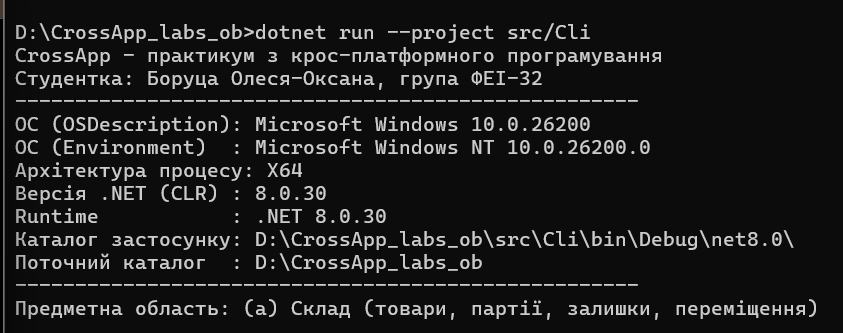 D:\CrossApp_labs_ob>dotnet run --project src/Cli
CrossApp - практикум з крос-платформного програмування
Студентка: Боруца Олеся-Оксана, група ФЕІ-32
----------------------------------------------------
ОС (OSDescription): Microsoft Windows 10.0.26200
ОС (Environment)  : Microsoft Windows NT 10.0.26200.0
Архітектура процесу: X64
Версія .NET (CLR) : 8.0.30
Runtime           : .NET 8.0.30
Каталог застосунку: D:\CrossApp_labs_ob\src\Cli\bin\Debug\net8.0\
Поточний каталог  : D:\CrossApp_labs_ob
----------------------------------------------------
Предметна область: (а) Склад (товари, партії, залишки, переміщення)